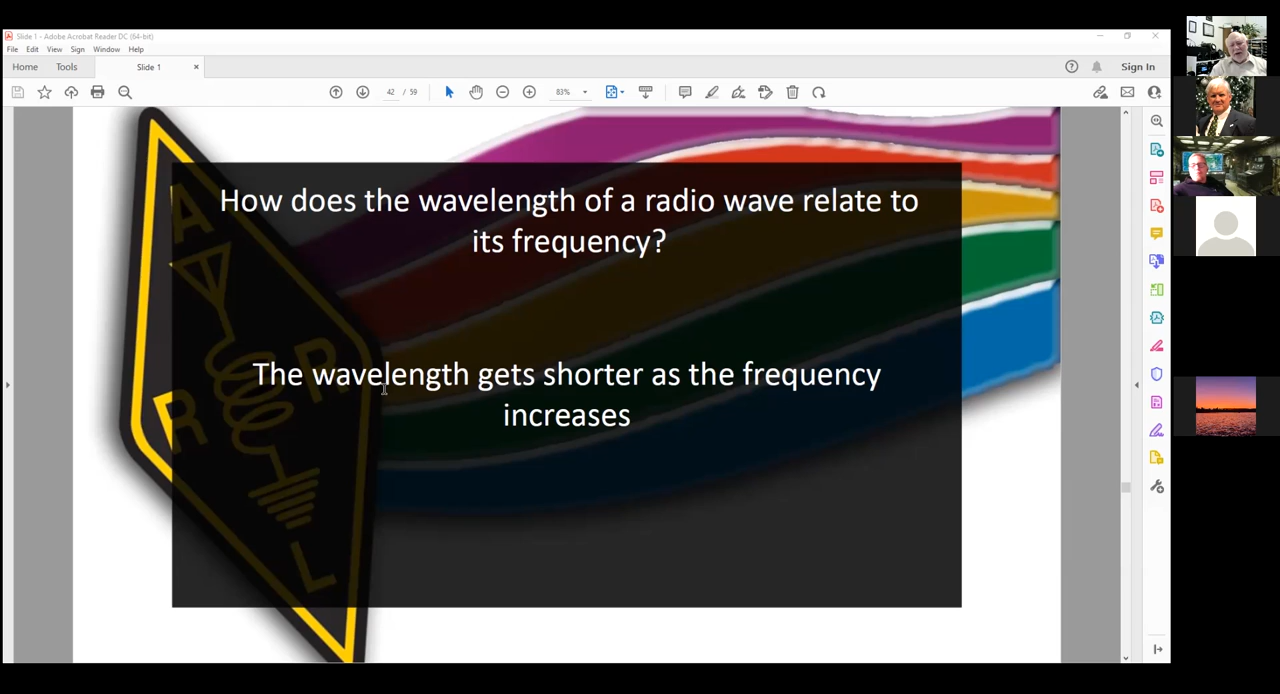 Slide 1 - Adobe Acrobat Reader DC (64-bit)
File Edit View Sign Window Help
Home Tools Slide 1 × Sign In
42 / 59 83%
How does the wavelength of a radio wave relate to
its frequency?
The wavelength gets shorter as the frequency
increases
A
R
R
L